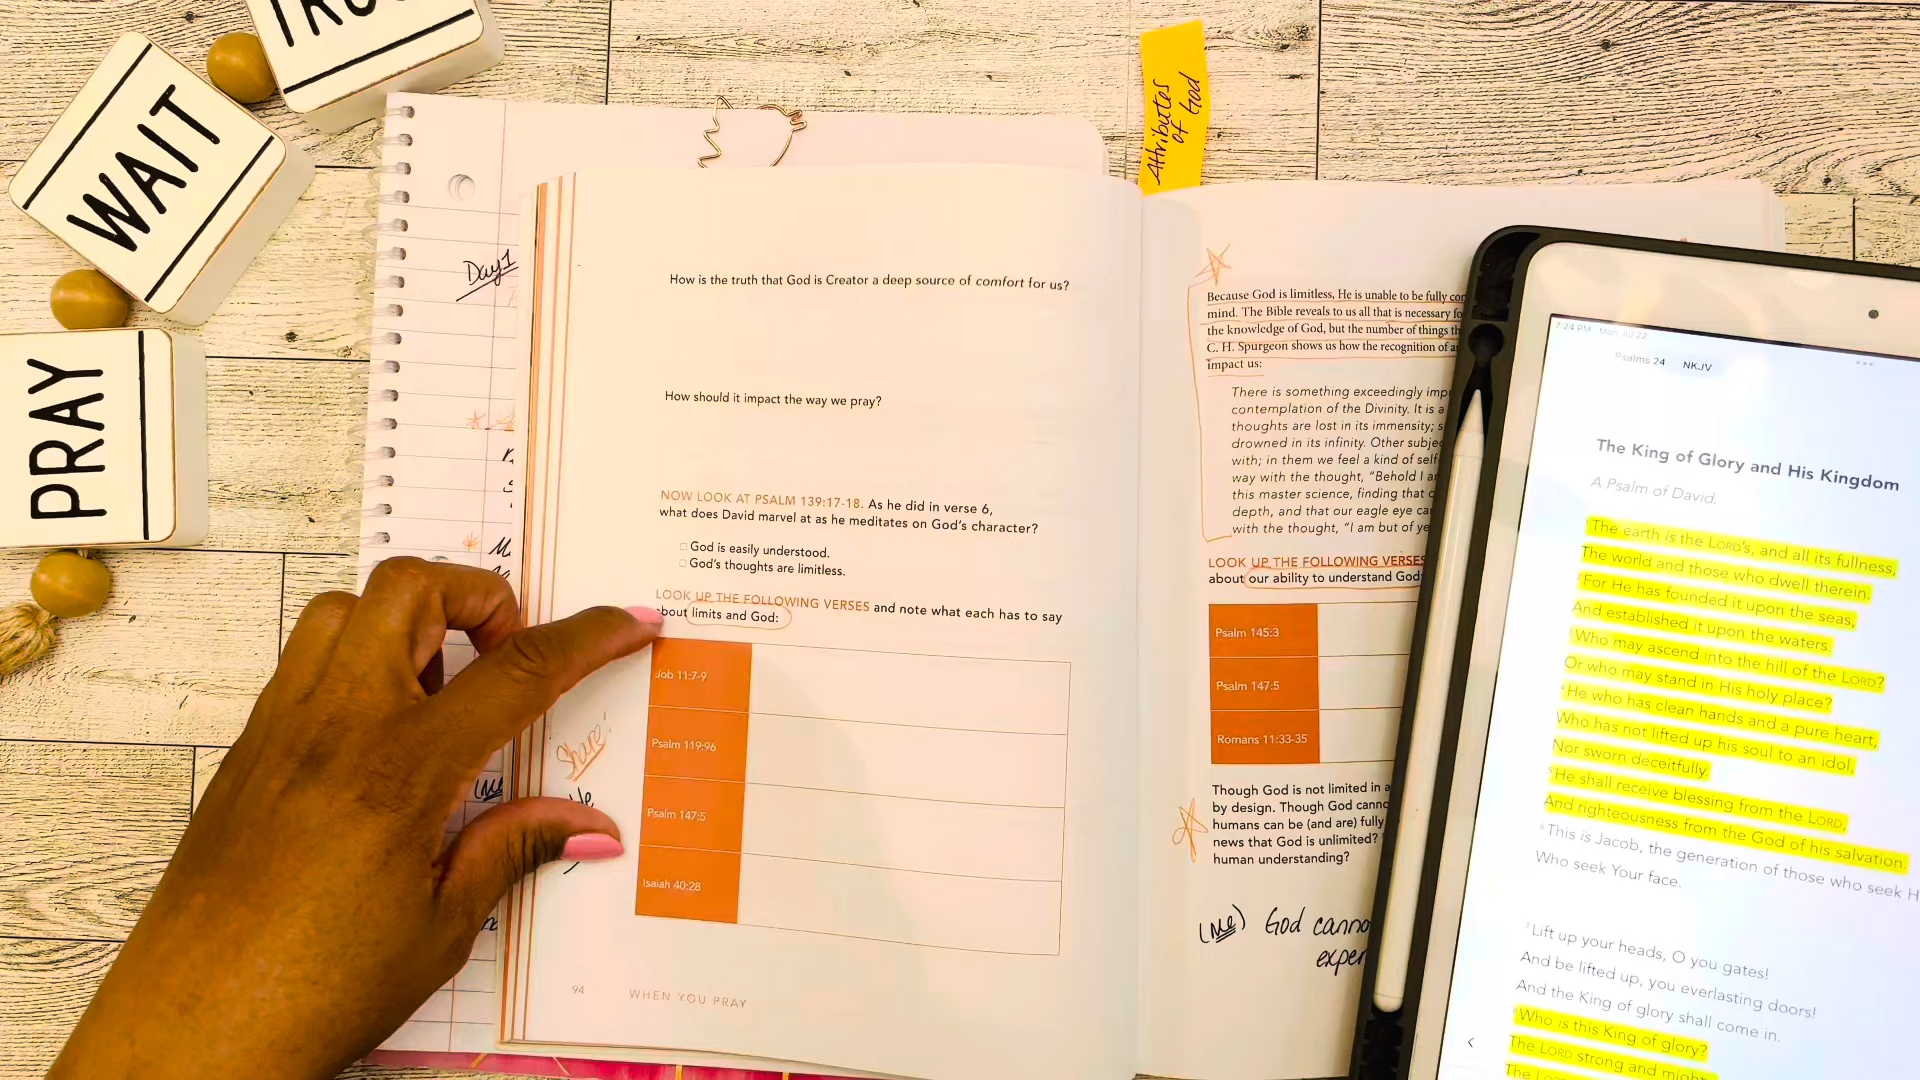 WAIT
PRAY
Day 1
Attributes
of God
How is the truth that God is Creator a deep source of comfort for us?
How should it impact the way we pray?
NOW LOOK AT PSALM 139:17-18. As he did in verse 6,
what does David marvel at as he meditates on God's character?
God is easily understood.
God's thoughts are limitless.
LOOK UP THE FOLLOWING VERSES and note what each has to say
about limits and God:
Job 11:7-9
Psalm 119:96
Psalm 147:5
Isaiah 40:28
Share!
He
(Me
94 WHEN YOU PRAY
Because God is limitless, He is unable to be fully
mind. The Bible reveals to us all that is necessary
the knowledge of God, but the number of things
C. H. Spurgeon shows us how the recognition of
impact us:
There is something exceedingly
contemplation of the Divinity. It is a
thoughts are lost in its immensity;
drowned in its infinity. Other
with; in them we feel a kind of
way with the thought, "Behold I
this master science, finding that
depth, and that our eagle eye
with the thought, "I am but of
LOOK UP THE FOLLOWING VERSES
about our ability to understand God
Psalm 145:3
Psalm 147:5
Romans 11:33-35
Though God is not limited in
by design. Though God
humans can be (and are) fully
news that God is unlimited?
human understanding?
(Me) God
7:24 PM Mon Jul 22
Psalms 24 NKJV
The King of Glory and His Kingdom
A Psalm of David.
1 The earth is the LORD's, and all its fullness,
The world and those who dwell therein.
2 For He has founded it upon the seas,
And established it upon the waters.
3 Who may ascend into the hill of the LORD?
Or who may stand in His holy place?
4 He who has clean hands and a pure heart,
Who has not lifted up his soul to an idol,
Nor sworn deceitfully.
5 He shall receive blessing from the LORD,
And righteousness from the God of his salvation.
6 This is Jacob, the generation of those who seek
Who seek Your face.
7 Lift up your heads, O you gates!
And be lifted up, you everlasting doors!
And the King of glory shall come in.
8 Who is this King of glory?
The LORD strong and
The